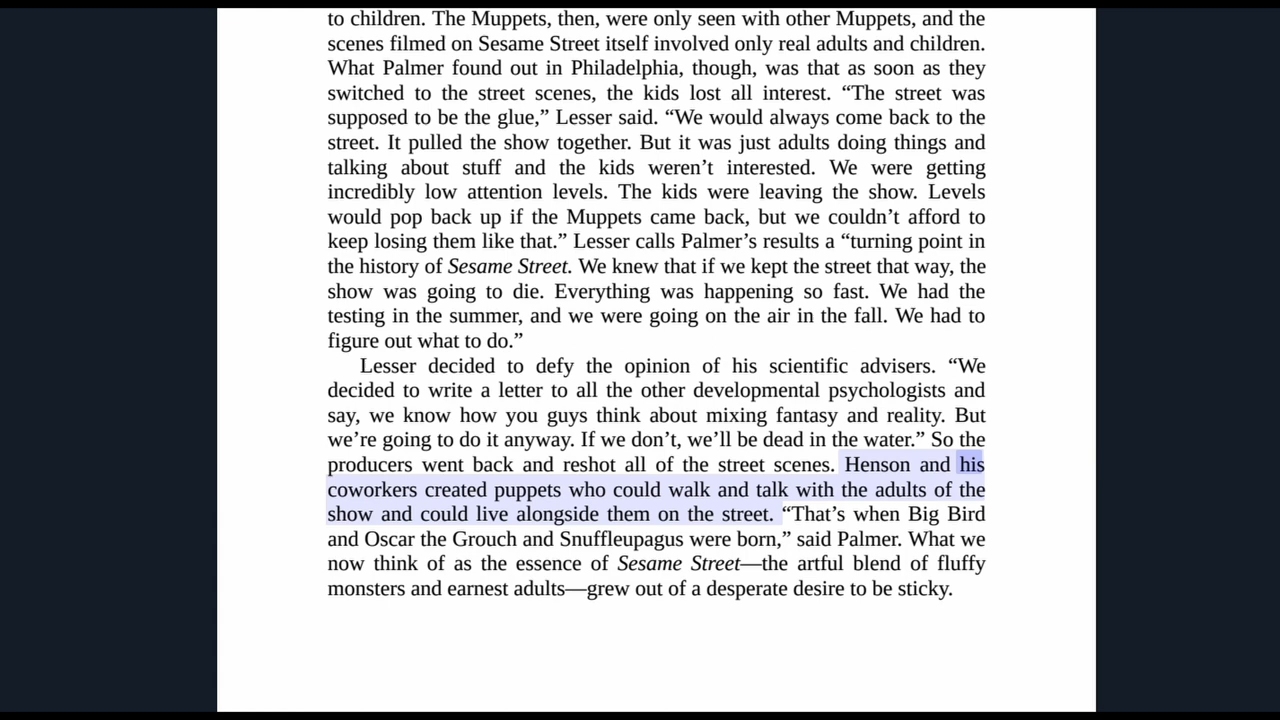 to children. The Muppets, then, were only seen with other Muppets, and the
scenes filmed on Sesame Street itself involved only real adults and children.
What Palmer found out in Philadelphia, though, was that as soon as they
switched to the street scenes, the kids lost all interest. “The street was
supposed to be the glue,” Lesser said. “We would always come back to the
street. It pulled the show together. But it was just adults doing things and
talking about stuff and the kids weren’t interested. We were getting
incredibly low attention levels. The kids were leaving the show. Levels
would pop back up if the Muppets came back, but we couldn’t afford to
keep losing them like that.” Lesser calls Palmer’s results a “turning point in
the history of Sesame Street. We knew that if we kept the street that way, the
show was going to die. Everything was happening so fast. We had the
testing in the summer, and we were going on the air in the fall. We had to
figure out what to do.”
Lesser decided to defy the opinion of his scientific advisers. “We
decided to write a letter to all the other developmental psychologists and
say, we know how you guys think about mixing fantasy and reality. But
we’re going to do it anyway. If we don’t, we’ll be dead in the water.” So the
producers went back and reshot all of the street scenes. Henson and his
coworkers created puppets who could walk and talk with the adults of the
show and could live alongside them on the street. “That’s when Big Bird
and Oscar the Grouch and Snuffleupagus were born,” said Palmer. What we
now think of as the essence of Sesame Street—the artful blend of fluffy
monsters and earnest adults—grew out of a desperate desire to be sticky.